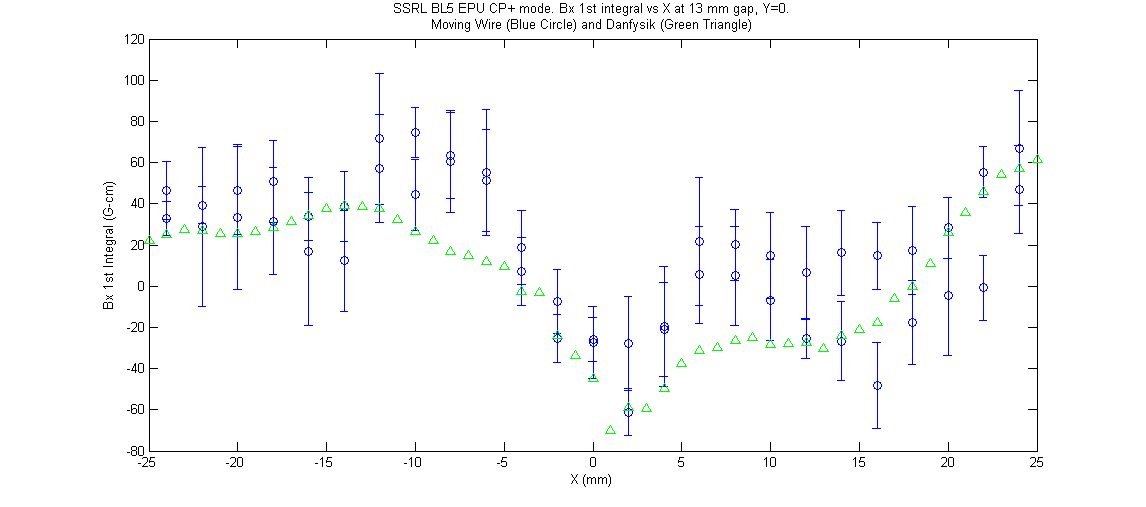 SSRL BL5 EPU CP+ mode. Bx 1st integral vs X at 13 mm gap, Y=0.
Moving Wire (Blue Circle) and Danfysik (Green Triangle)
120
100
80
60
40
20
0
-20
-40
-60
-80
Bx 1st Integral (G-cm)
-25 -20 -15 -10 -5 0 5 10 15 20 25
X (mm)